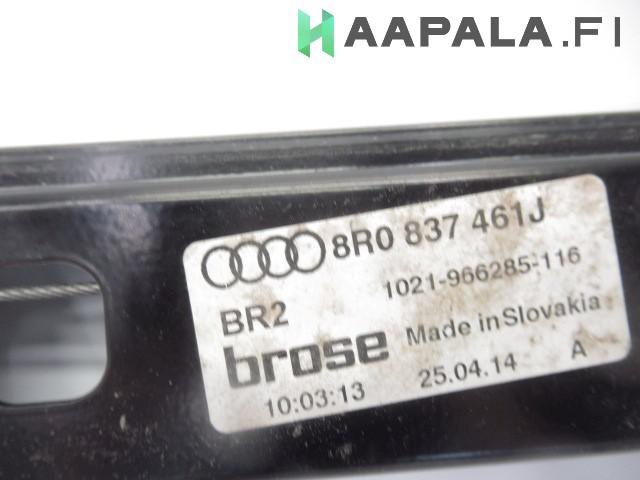 HAAPALA.FI
8R0 837 461J
1021-966285-116
BR2
brose Made in Slovakia
10:03:13 25.04.14 A